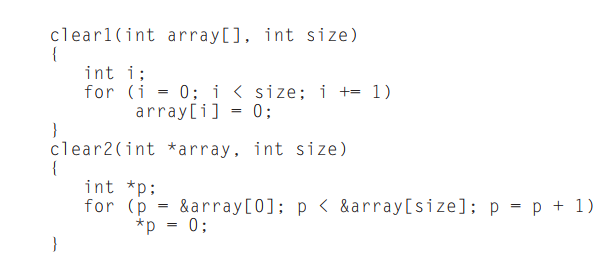 clear1(int array[], int size)
{
int i;
for (i = 0; i < size; i += 1)
array[i] = 0;
}
clear2(int *array, int size)
{
int *p;
for (p = &array[0]; p < &array[size]; p = p + 1)
*p = 0;
}